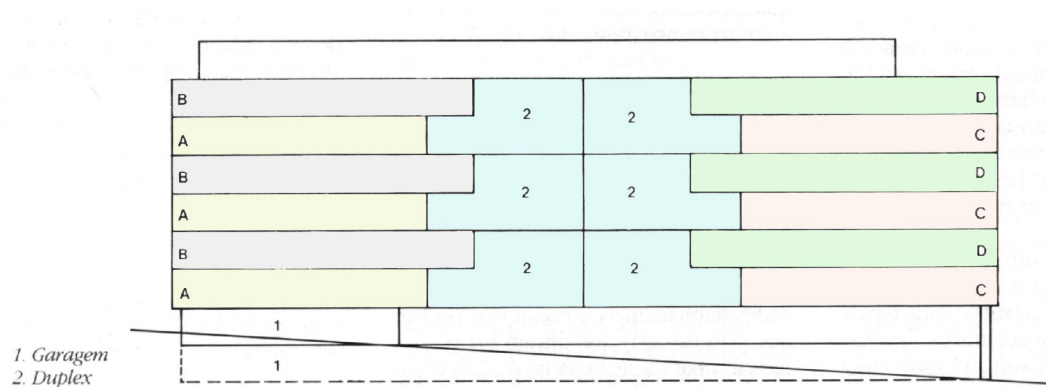 B 2 2 D
A C
B D
A 2 2 C
B D
A 2 2 C
1
1
1. Garagem
2. Duplex